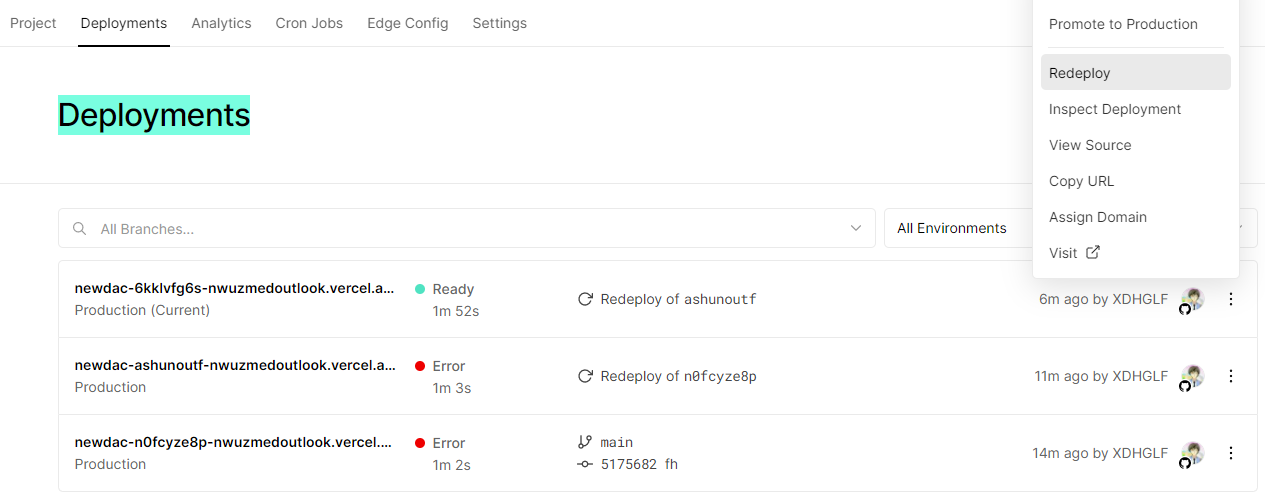 Project Deployments Analytics Cron Jobs Edge Config Settings
Deployments
Promote to Production
Redeploy
Inspect Deployment
View Source
Copy URL
Assign Domain
Visit
All Branches...
All Environments
newdac-6kklvfg6s-nwuzmedoutlook.vercel.a... Ready Redeploy of ashunoutf 6m ago by XDHGLF
Production (Current) 1m 52s
newdac-ashunoutf-nwuzmedoutlook.vercel.a... Error Redeploy of n0fcyze8p 11m ago by XDHGLF
Production 1m 3s
newdac-n0fcyze8p-nwuzmedoutlook.vercel.... Error main 14m ago by XDHGLF
Production 1m 2s 5175682 fh